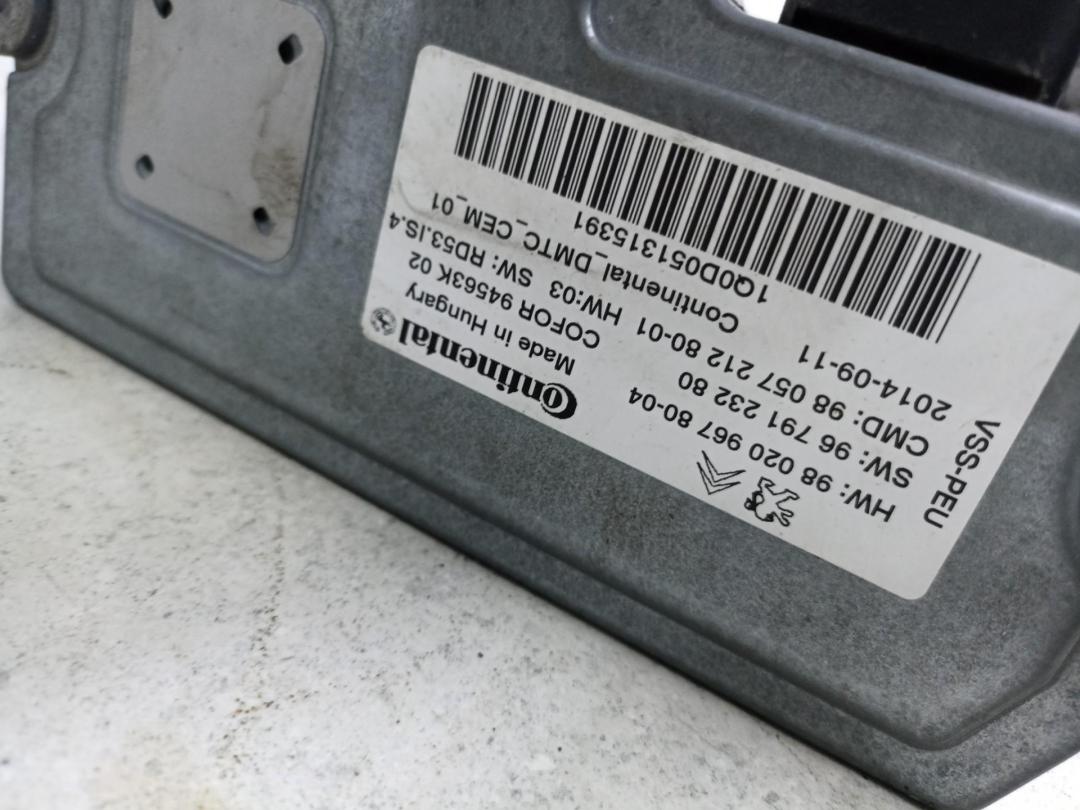 VSS-PEU
HW: 98 020 967 80-04
SW: 96 791 232 80
CMD: 98 057 212 80-01 HW:03 SW: RD53.IS.4
2014-09-11
Continental
Made in Hungary
COFOR 94563K 02
Continental_DMTC_CEM_01
1Q0D051315391